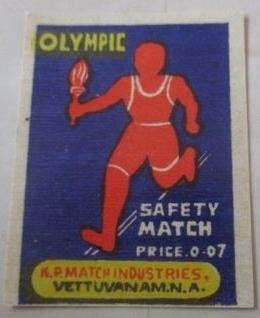 OLYMPIC
SAFETY
MATCH
PRICE.0-07
K.P.MATCH INDUSTRIES,
VETTUVANAM.N.A.